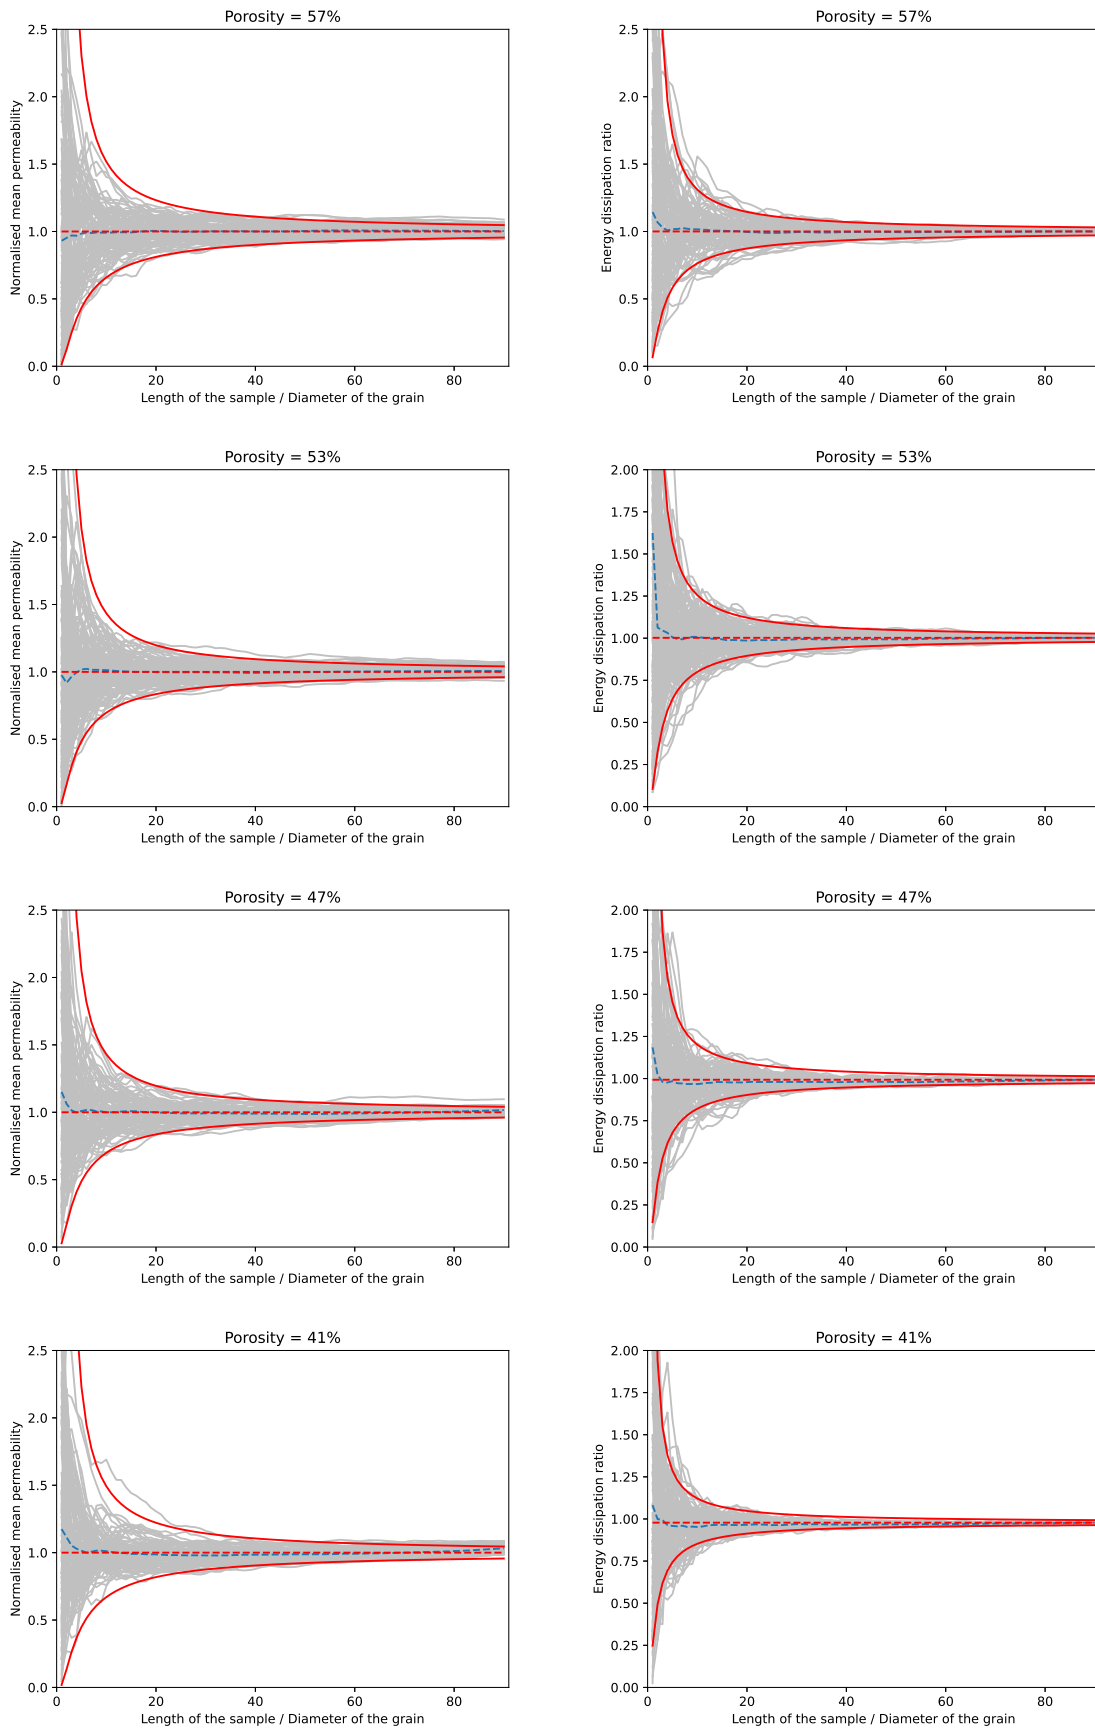 Porosity = 57%
Normalised mean permeability
2.5
2.0
1.5
1.0
0.5
0.0
0 20 40 60 80
Length of the sample / Diameter of the grain
Porosity = 57%
Energy dissipation ratio
2.5
2.0
1.5
1.0
0.5
0.0
0 20 40 60 80
Length of the sample / Diameter of the grain
Porosity = 53%
Normalised mean permeability
2.5
2.0
1.5
1.0
0.5
0.0
0 20 40 60 80
Length of the sample / Diameter of the grain
Porosity = 53%
Energy dissipation ratio
2.00
1.75
1.50
1.25
1.00
0.75
0.50
0.25
0.00
0 20 40 60 80
Length of the sample / Diameter of the grain
Porosity = 47%
Normalised mean permeability
2.5
2.0
1.5
1.0
0.5
0.0
0 20 40 60 80
Length of the sample / Diameter of the grain
Porosity = 47%
Energy dissipation ratio
2.00
1.75
1.50
1.25
1.00
0.75
0.50
0.25
0.00
0 20 40 60 80
Length of the sample / Diameter of the grain
Porosity = 41%
Normalised mean permeability
2.5
2.0
1.5
1.0
0.5
0.0
0 20 40 60 80
Length of the sample / Diameter of the grain
Porosity = 41%
Energy dissipation ratio
2.00
1.75
1.50
1.25
1.00
0.75
0.50
0.25
0.00
0 20 40 60 80
Length of the sample / Diameter of the grain